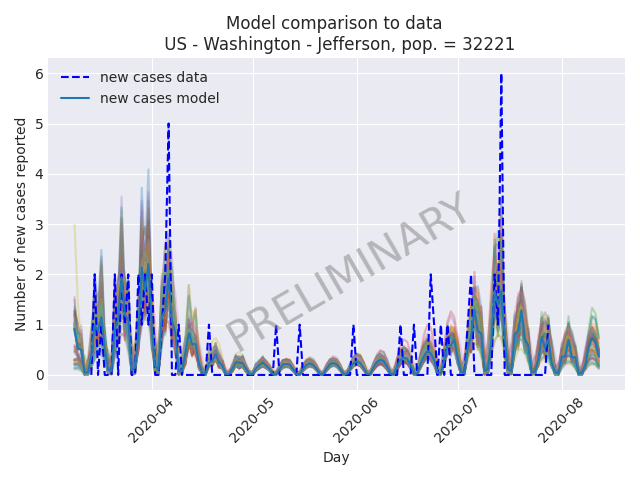 Model comparison to data
US - Washington - Jefferson, pop. = 32221
new cases data
new cases model
Number of new cases reported
6
5
4
3
2
1
0
PRELIMINARY
2020-04
2020-05
2020-06
2020-07
2020-08
Day